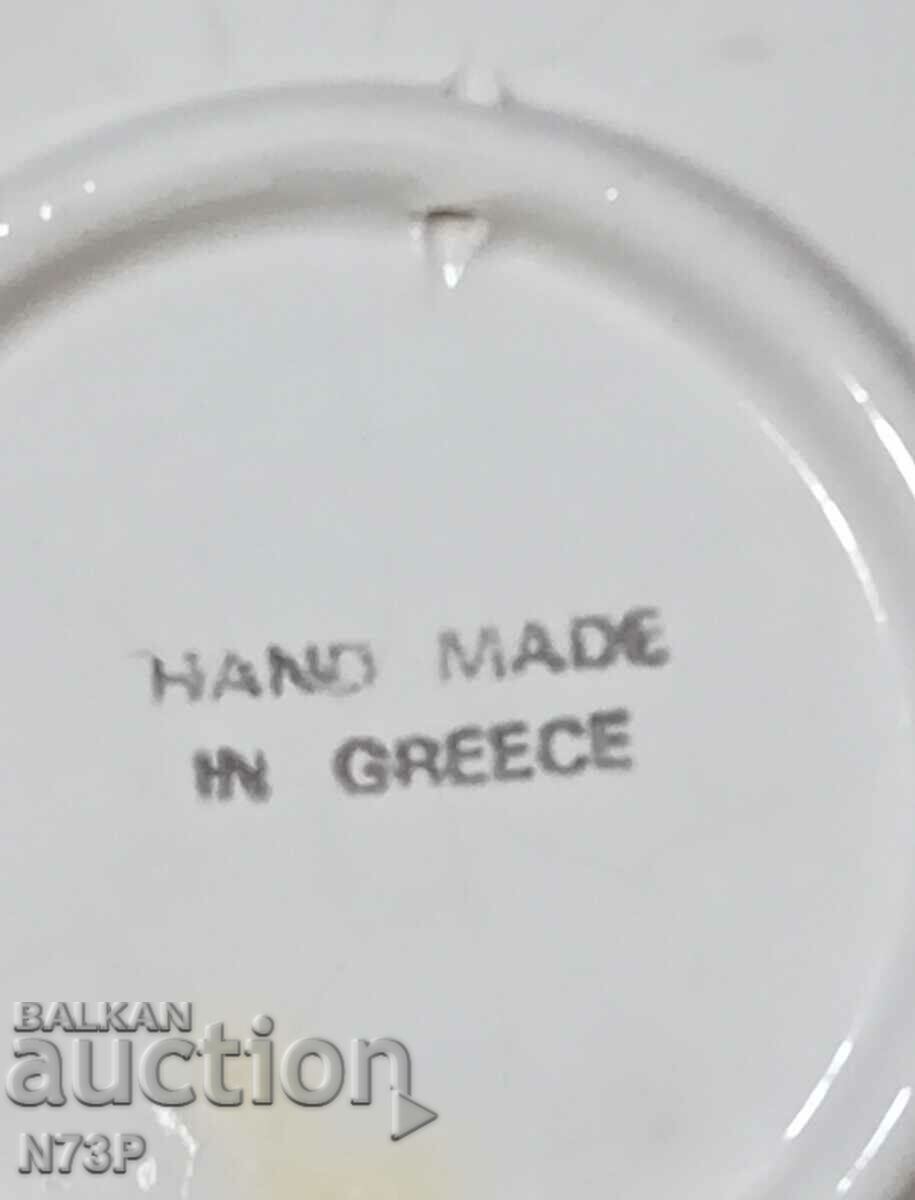 HAND MADE
IN GREECE
BALKAN
auction
N73P